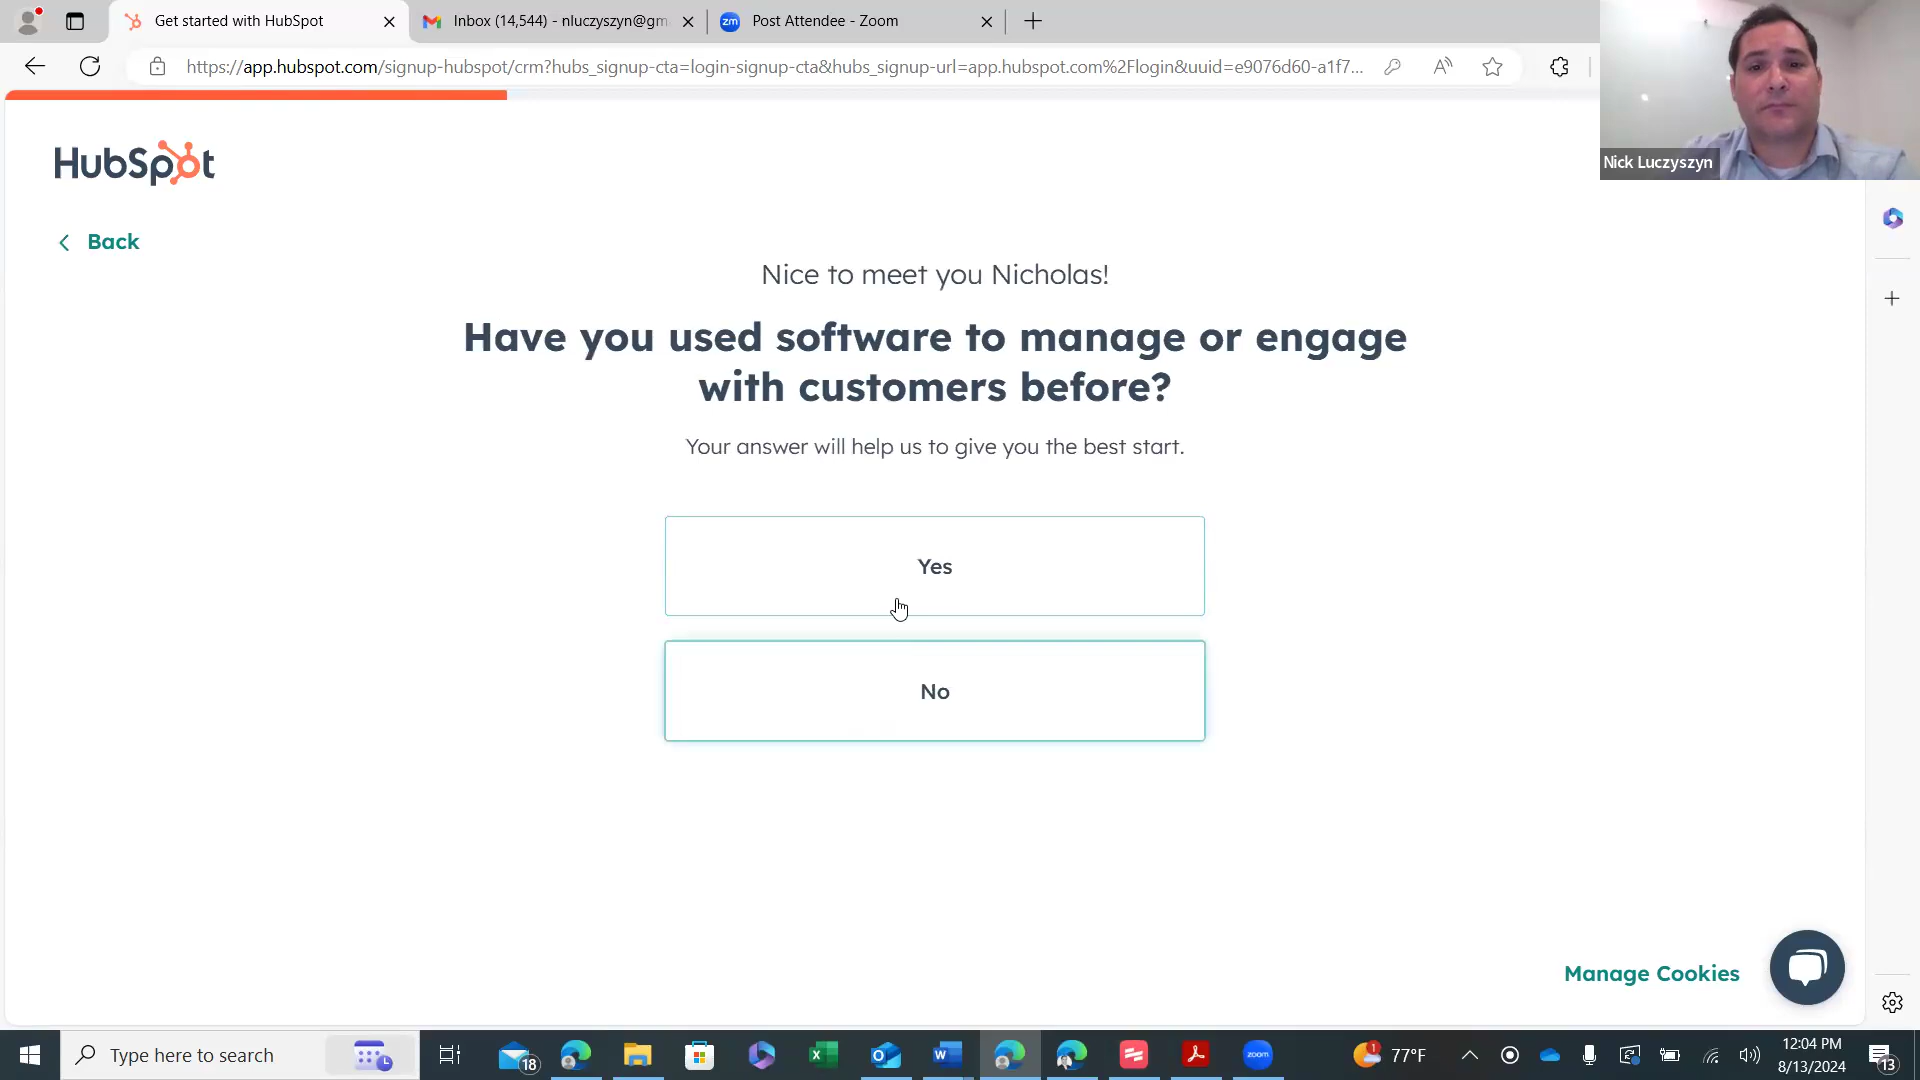 Get started with HubSpot
Inbox (14,544) - nluczyszyn@gm
zm
Post Attendee - Zoom
https://app.hubspot.com/signup-hubspot/crm?hubs_signup-cta=login-signup-cta&hubs_signup-url=app.hubspot.com%2Flogin&uuid=e9076d60-a1f7...
Nick Luczyszyn
HubSpot
Back
Nice to meet you Nicholas!
Have you used software to manage or engage
with customers before?
Your answer will help us to give you the best start.
Yes
No
Manage Cookies
Type here to search
18
zoom
1
77°F
12:04 PM
8/13/2024
13